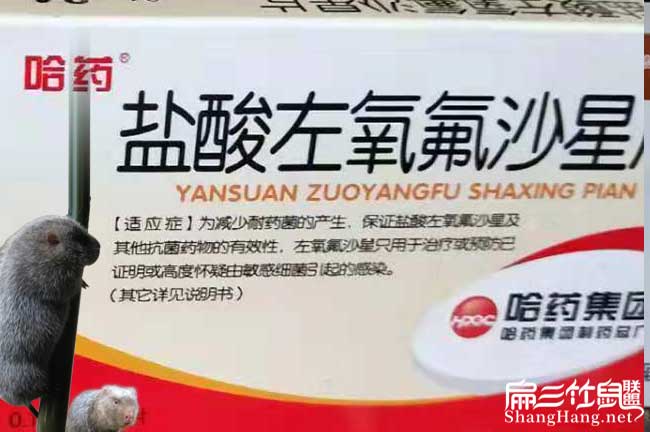 哈药®
盐酸左氧氟沙星
YANSUAN ZUOYANGFU SHAXING PIAN
【适应症】为减少耐药菌的产生，保证盐酸左氧氟沙星及
其他抗菌药物的有效性，左氧氟沙星只用于治疗或预防已
证明或高度怀疑由敏感细菌引起的感染。
（其它详见说明书）
HPGC
哈药集团
哈药集团制药总厂
扁三竹鼠联盟
ShangHang.net